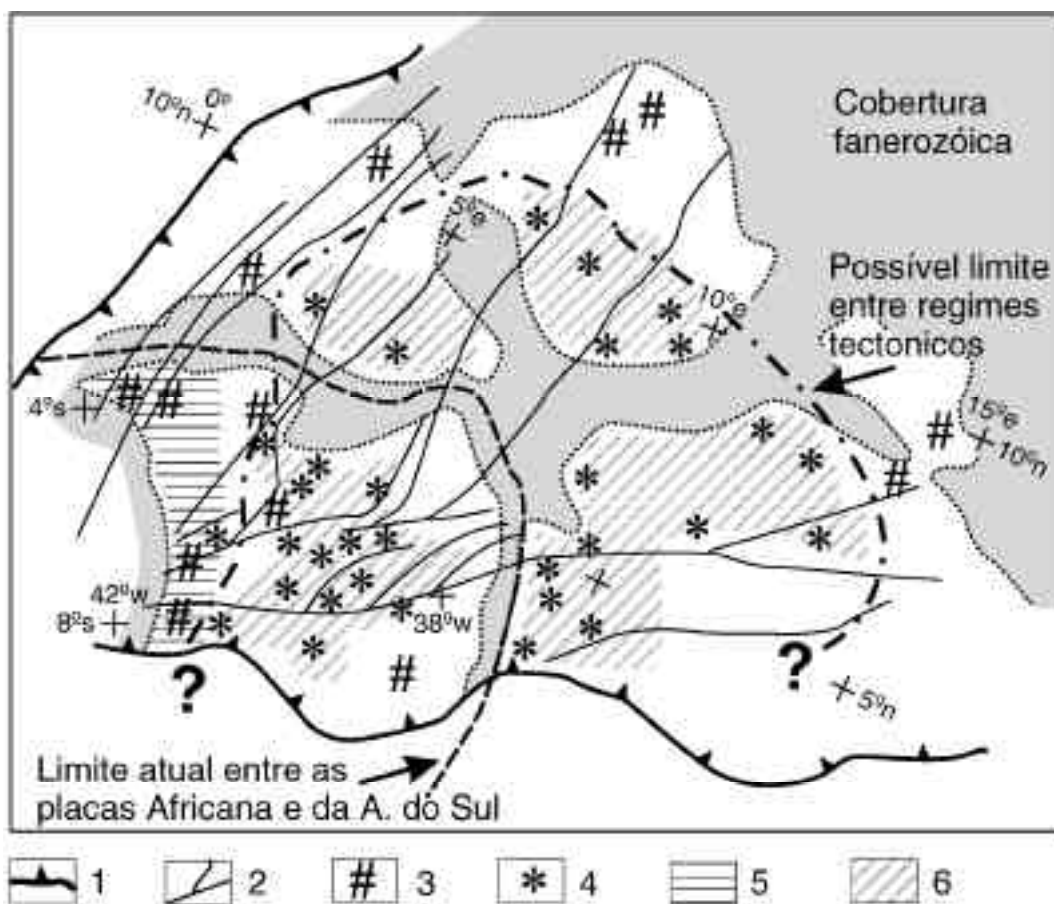 10ºn 0º
Cobertura
fanerozóica
5ºe
Possível limite
entre regimes
tectonicos
10ºe
4ºs
15ºe
10ºn
42ºw
8ºs
38ºw
? ?
5ºn
Limite atual entre as
placas Africana e da A. do Sul
1 2 # 3 * 4 5 6